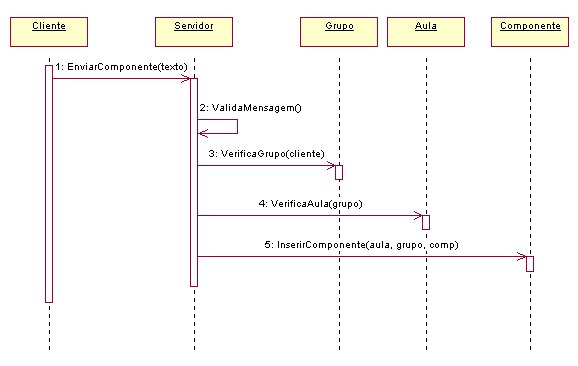 Cliente
Servidor
Grupo
Aula
Componente
1: EnviarComponente(texto)
2: ValidaMensagem()
3: VerificaGrupo(cliente)
4: VerificaAula(grupo)
5: InserirComponente(aula, grupo, comp)